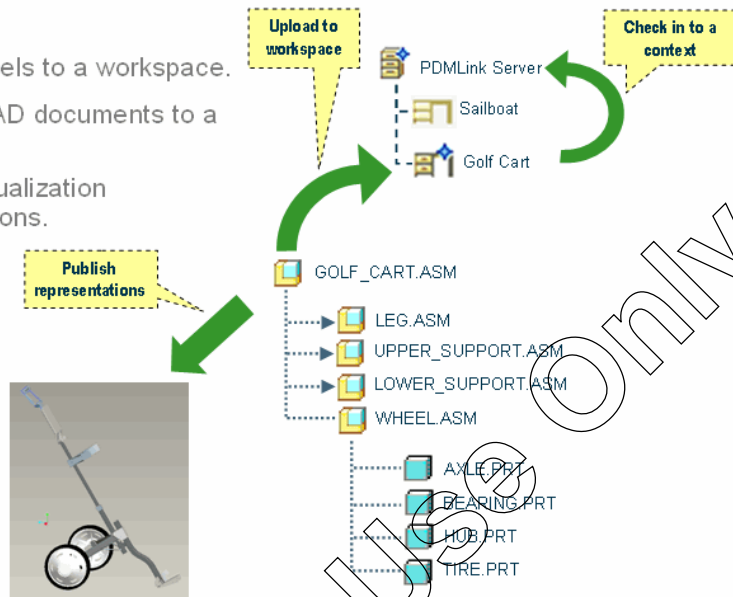 Upload to
workspace
Check in to a
context
els to a workspace.
PDMLink Server
AD documents to a
Sailboat
Golf Cart
ualization
ons.
Publish
representations
GOLF_CART.ASM
LEG.ASM
UPPER_SUPPORT.ASM
LOWER_SUPPORT.ASM
WHEEL.ASM
AXLE.PRT
BEARING.PRT
HUB.PRT
TIRE.PRT
Use Only